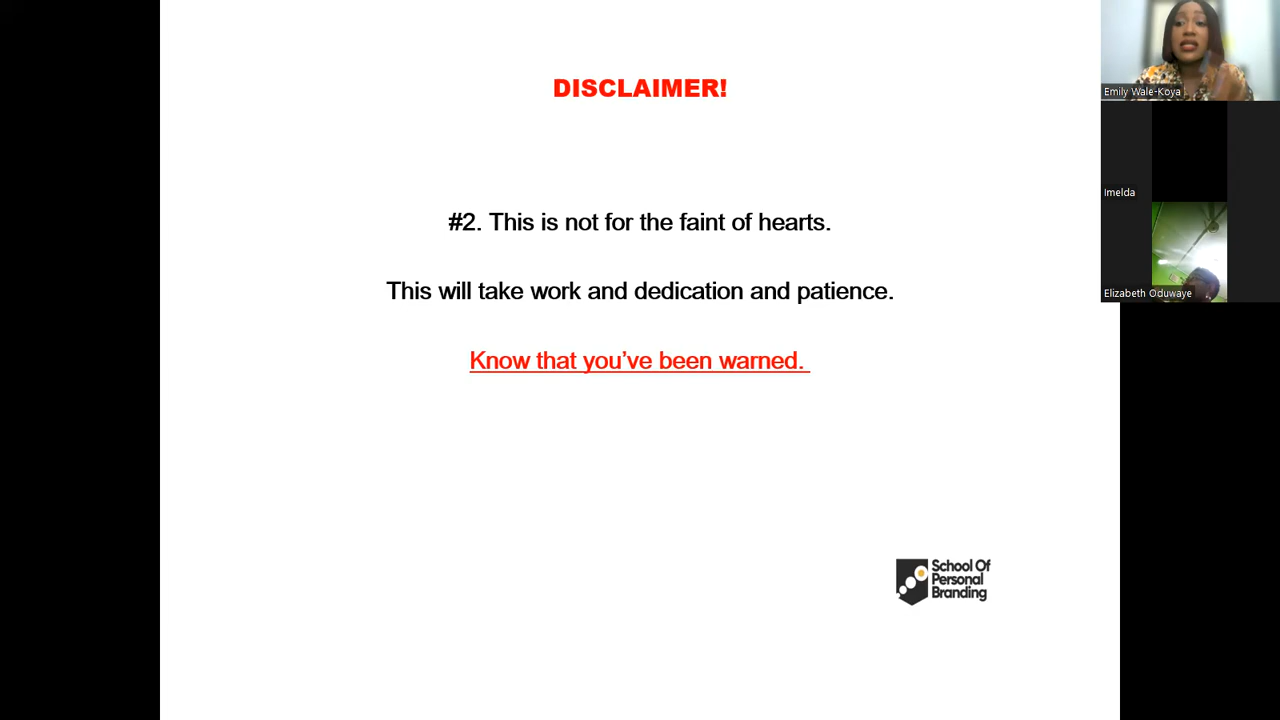 DISCLAIMER!
#2. This is not for the faint of hearts.
This will take work and dedication and patience.
Know that you've been warned.
School Of
Personal
Branding
Emily Wale-Koya
Imelda
Elizabeth Oduwaye